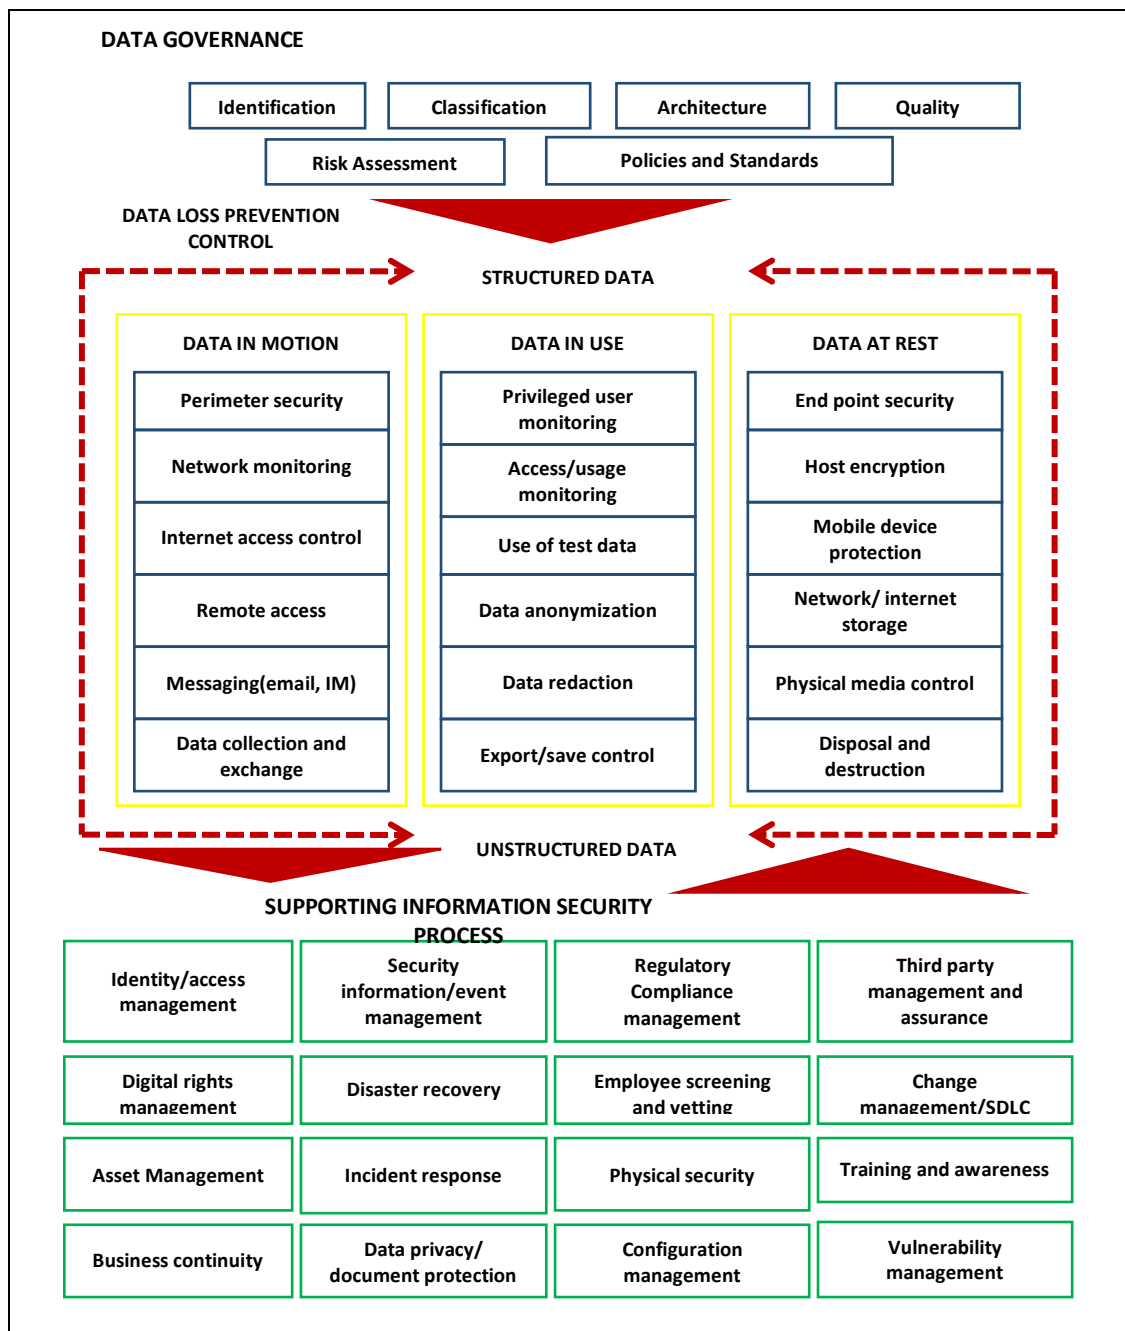 DATA GOVERNANCE
Identification
Classification
Architecture
Quality
Risk Assessment
Policies and Standards
DATA LOSS PREVENTION
CONTROL
STRUCTURED DATA
DATA IN MOTION
Perimeter security
Network monitoring
Internet access control
Remote access
Messaging(email, IM)
Data collection and
exchange
DATA IN USE
Privileged user
monitoring
Access/usage
monitoring
Use of test data
Data anonymization
Data redaction
Export/save control
DATA AT REST
End point security
Host encryption
Mobile device
protection
Network/ internet
storage
Physical media control
Disposal and
destruction
UNSTRUCTURED DATA
SUPPORTING INFORMATION SECURITY
PROCESS
Identity/access
management
Security
information/event
management
Regulatory
Compliance
management
Third party
management and
assurance
Digital rights
management
Disaster recovery
Employee screening
and vetting
Change
management/SDLC
Asset Management
Incident response
Physical security
Training and awareness
Business continuity
Data privacy/
document protection
Configuration
management
Vulnerability
management